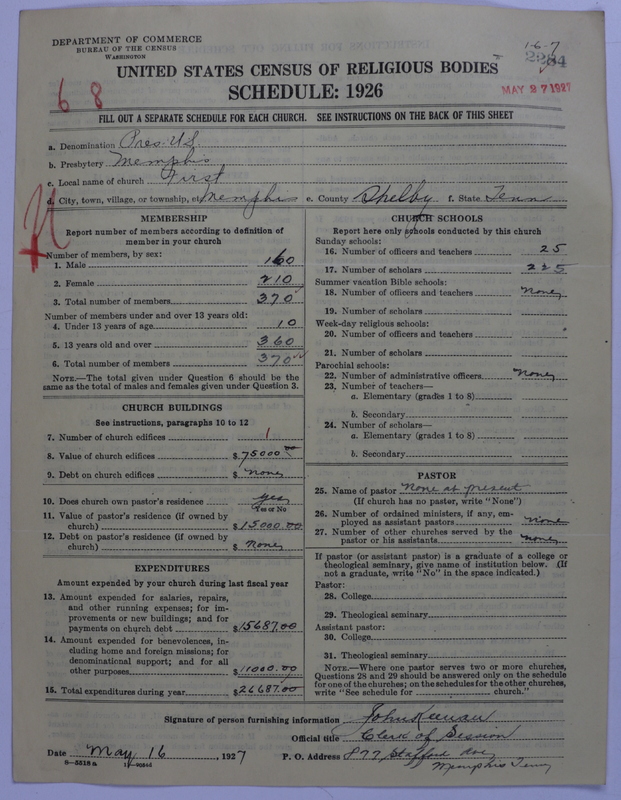 DEPARTMENT OF COMMERCE
BUREAU OF THE CENSUS
WASHINGTON
1-6-7
2284
MAY 27 1927
UNITED STATES CENSUS OF RELIGIOUS BODIES
SCHEDULE: 1926
6 8
FILL OUT A SEPARATE SCHEDULE FOR EACH CHURCH. SEE INSTRUCTIONS ON THE BACK OF THIS SHEET
a. Denomination Pres. U.S.
b. Presbytery Memphis
c. Local name of church First
d. City, town, village, or township, etc. Memphis e. County Shelby f. State Tenn
MEMBERSHIP
Report number of members according to definition of
member in your church
Number of members, by sex:
1. Male 160
2. Female 210
3. Total number of members 370
Number of members under and over 13 years old:
4. Under 13 years of age 10
5. 13 years old and over 360
6. Total number of members 370
NOTE.—The total given under Question 6 should be
the same as total of males and females given under Question 3.
CHURCH BUILDINGS
See instructions, paragraphs 10 to 12
7. Number of church edifices 1
8. Value of church edifices $ 75000 00
9. Debt on church edifices $ None
10. Does church own pastor's residence yes
Yes or No
11. Value of pastor's residence (if owned by
church) $ 15000.00
12. Debt on pastor's residence (if owned by
church) $ None
EXPENDITURES
Amount expended by your church during last fiscal year
13. Amount expended for salaries, repairs,
and other running expenses; for im-
provements or new buildings; and for
payments on church debt $ 15687.00
14. Amount expended for benevolences, in-
cluding home and foreign missions; for
denominational support; and for all
other purposes $ 11000.00
15. Total expenditures during year $ 26687.00
CHURCH SCHOOLS
Report here only schools conducted by this church
Sunday schools:
16. Number of officers and teachers 25
17. Number of scholars 225
Summer vacation Bible schools:
18. Number of officers and teachers None
19. Number of scholars
Week-day religious schools:
20. Number of officers and teachers
21. Number of scholars
Parochial schools:
22. Number of administrative officers None
23. Number of teachers—
a. Elementary (grades 1 to 8)
b. Secondary
24. Number of scholars—
a. Elementary (grades 1 to 8)
b. Secondary
PASTOR
25. Name of pastor None at present
(If church has no pastor, write "None")
26. Number of ordained ministers, if any, em-
ployed as assistant pastors None
27. Number of other churches served by the
pastor or his assistants None
If pastor (or assistant pastor) is a graduate of a college or
theological seminary, give name of institution below. (If
not a graduate, write "No" in the space indicated.)
Pastor:
28. College
29. Theological seminary
Assistant pastor:
30. College
31. Theological seminary
NOTE.—Where one pastor serves two or more churches,
Questions 28 and 29 should be answered only on the schedule
for one of the churches; on the schedules for the other churches,
write "See schedule for church."
Signature of person furnishing information John Keenan
Official title Clerk of Session
Date May 16, 1927 P. O. Address 877 Stafford Ave
Memphis Tenn
8—5518 a